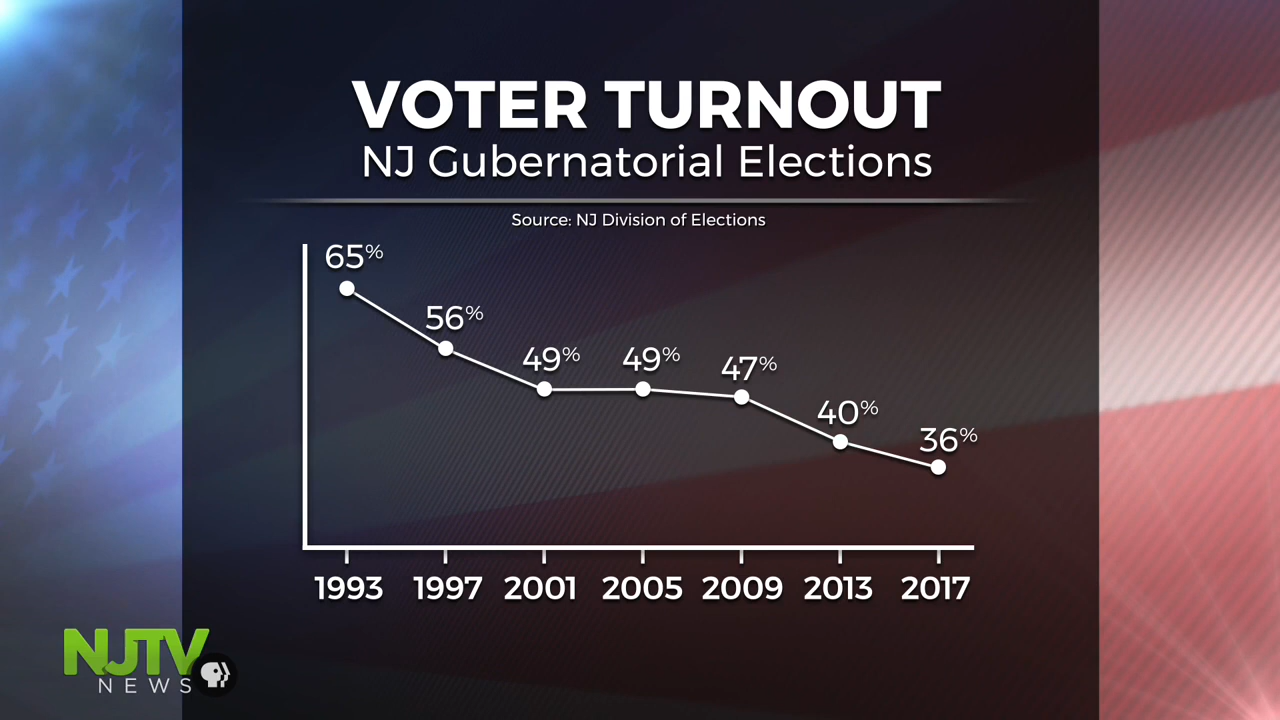 VOTER TURNOUT
NJ Gubernatorial Elections
Source: NJ Division of Elections
65%
56%
49%
49%
47%
40%
36%
1993 1997 2001 2005 2009 2013 2017
NJTV
NEWS